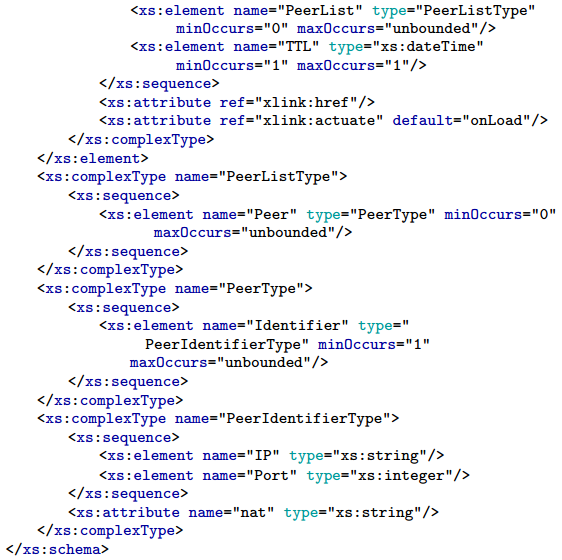 <xs:element name="PeerList" type="PeerListType"
minOccurs="0" maxOccurs="unbounded"/>
<xs:element name="TTL" type="xs:dateTime"
minOccurs="1" maxOccurs="1"/>
</xs:sequence>
<xs:attribute ref="xlink:href"/>
<xs:attribute ref="xlink:actuate" default="onLoad"/>
</xs:complexType>
</xs:element>
<xs:complexType name="PeerListType">
<xs:sequence>
<xs:element name="Peer" type="PeerType" minOccurs="0"
maxOccurs="unbounded"/>
</xs:sequence>
</xs:complexType>
<xs:complexType name="PeerType">
<xs:sequence>
<xs:element name="Identifier" type="
PeerIdentifierType" minOccurs="1"
maxOccurs="unbounded"/>
</xs:sequence>
</xs:complexType>
<xs:complexType name="PeerIdentifierType">
<xs:sequence>
<xs:element name="IP" type="xs:string"/>
<xs:element name="Port" type="xs:integer"/>
</xs:sequence>
<xs:attribute name="nat" type="xs:string"/>
</xs:complexType>
</xs:schema>